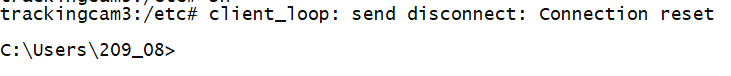 trackingcam3:/etc# client_loop: send disconnect: Connection reset
C:\Users\209_08>